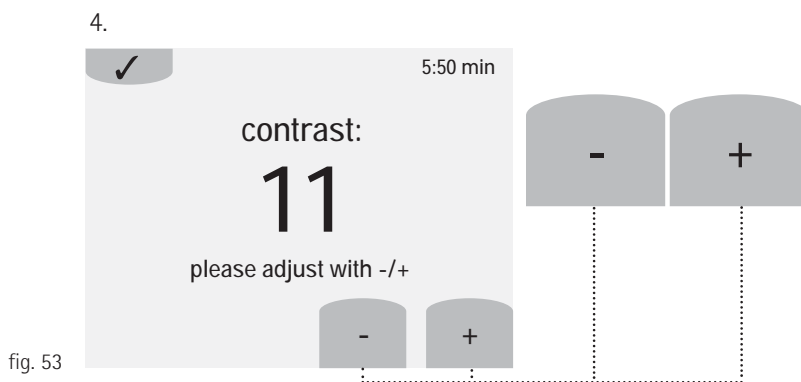 4.
✓ 5:50 min
contrast:
11
please adjust with -/+
- +
- +
fig. 53